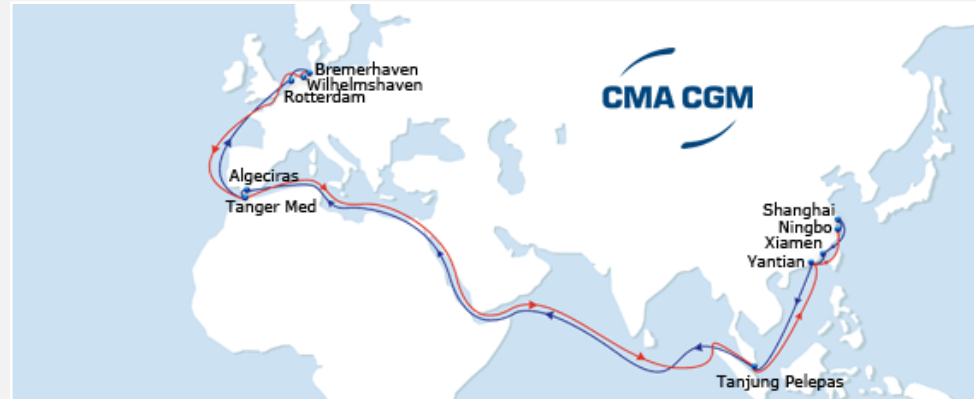 Bremerhaven
Wilhelmshaven
Rotterdam
CMA CGM
Algeciras
Tanger Med
Shanghai
Ningbo
Xiamen
Yantian
Tanjung Pelepas